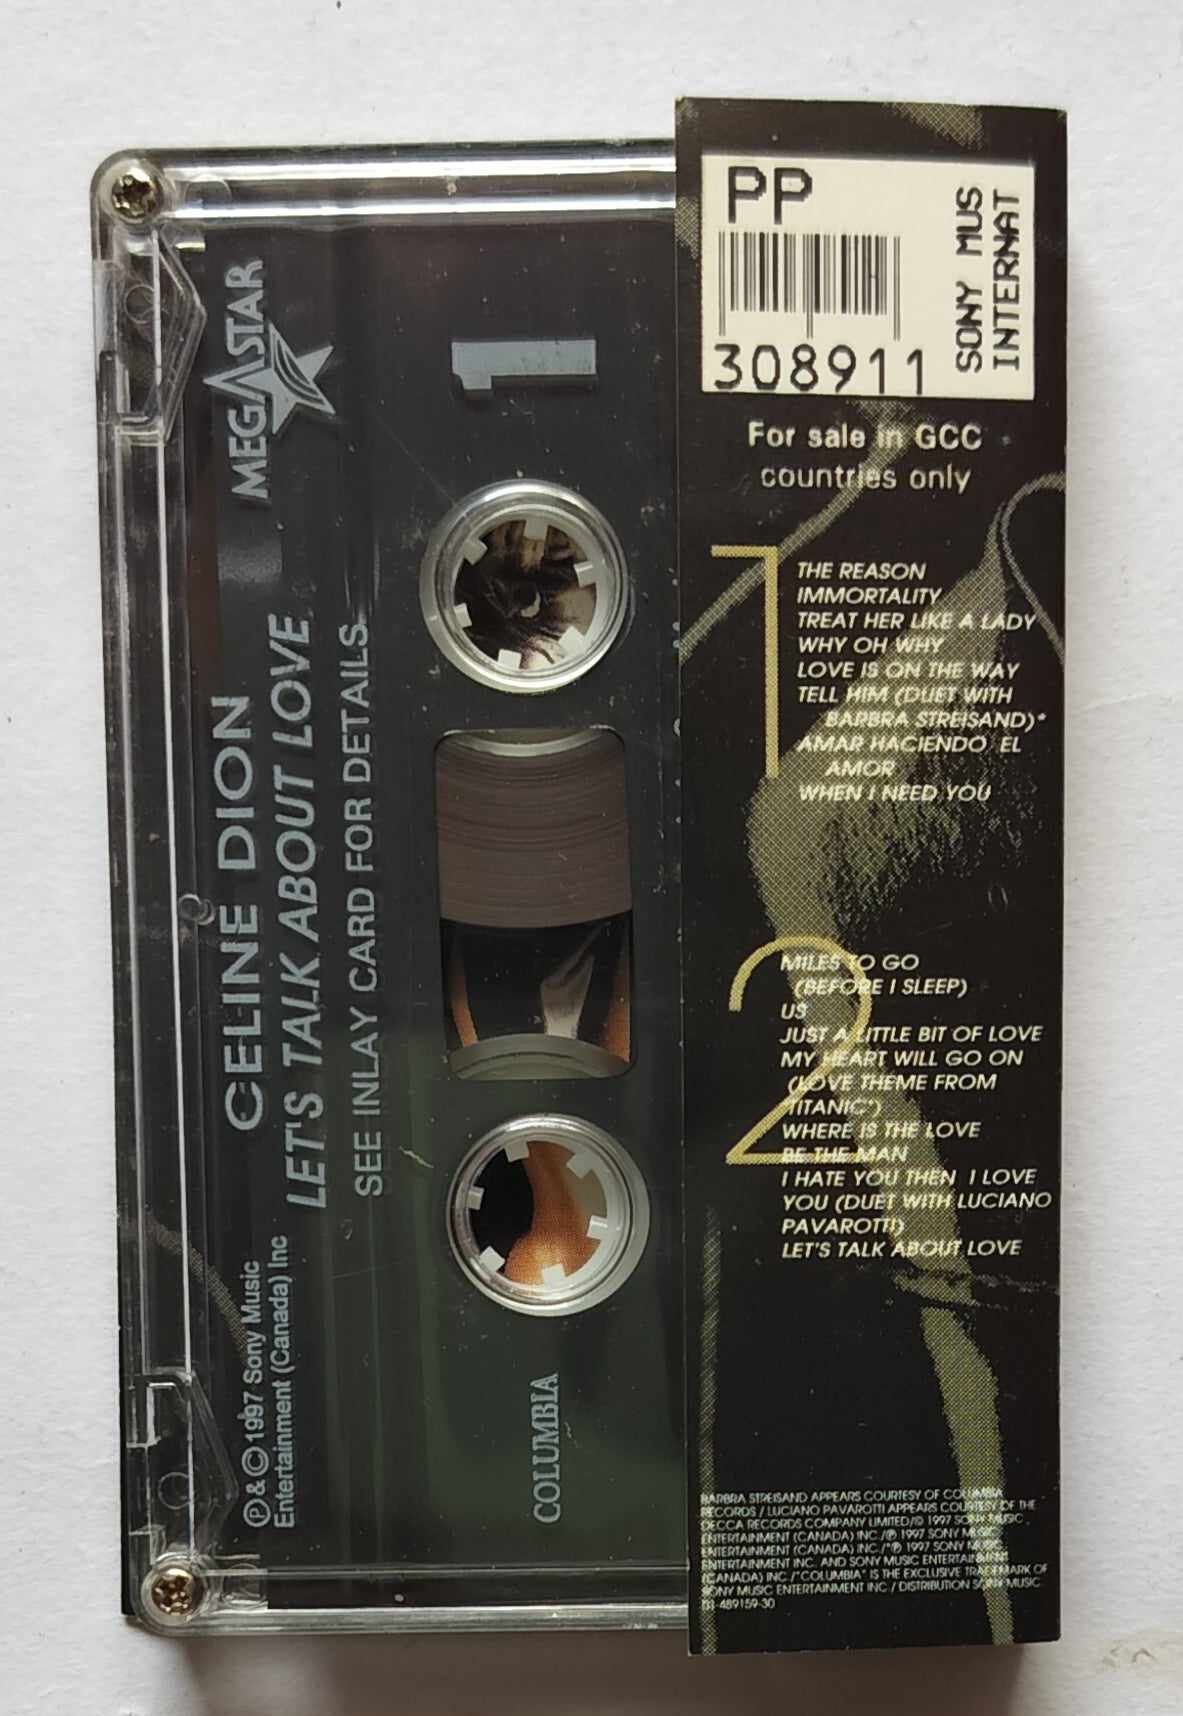 MEGASTAR
1
CELINE DION
LET'S TALK ABOUT LOVE
SEE INLAY CARD FOR DETAILS
℗ & © 1997 Sony Music
Entertainment (Canada) Inc
COLUMBIA
PP
308911
SONY MUS
INTERNAT
For sale in GCC
countries only
1
THE REASON
IMMORTALITY
TREAT HER LIKE A LADY
WHY OH WHY
LOVE IS ON THE WAY
TELL HIM (DUET WITH
BARBRA STREISAND)*
AMAR HACIENDO EL
AMOR
WHEN I NEED YOU
2
MILES TO GO
(BEFORE I SLEEP)
US
JUST A LITTLE BIT OF LOVE
MY HEART WILL GO ON
(LOVE THEME FROM
"TITANIC")
WHERE IS THE LOVE
BE THE MAN
I HATE YOU THEN I LOVE
YOU (DUET WITH LUCIANO
PAVAROTTI)
LET'S TALK ABOUT LOVE
BARBRA STREISAND APPEARS COURTESY OF COLUMBIA
RECORDS / LUCIANO PAVAROTTI APPEARS COURTESY OF THE
DECCA RECORDS COMPANY LIMITED/© 1997 SONY MUSIC
ENTERTAINMENT (CANADA) INC./℗ 1997 SONY MUSIC
ENTERTAINMENT (CANADA) INC./*℗ 1997 SONY MUSIC
ENTERTAINMENT INC. AND SONY MUSIC ENTERTAINMENT
(CANADA) INC./"COLUMBIA" IS THE EXCLUSIVE TRADEMARK OF
SONY MUSIC ENTERTAINMENT INC./ DISTRIBUTION SONY MUSIC.
01-489159-30